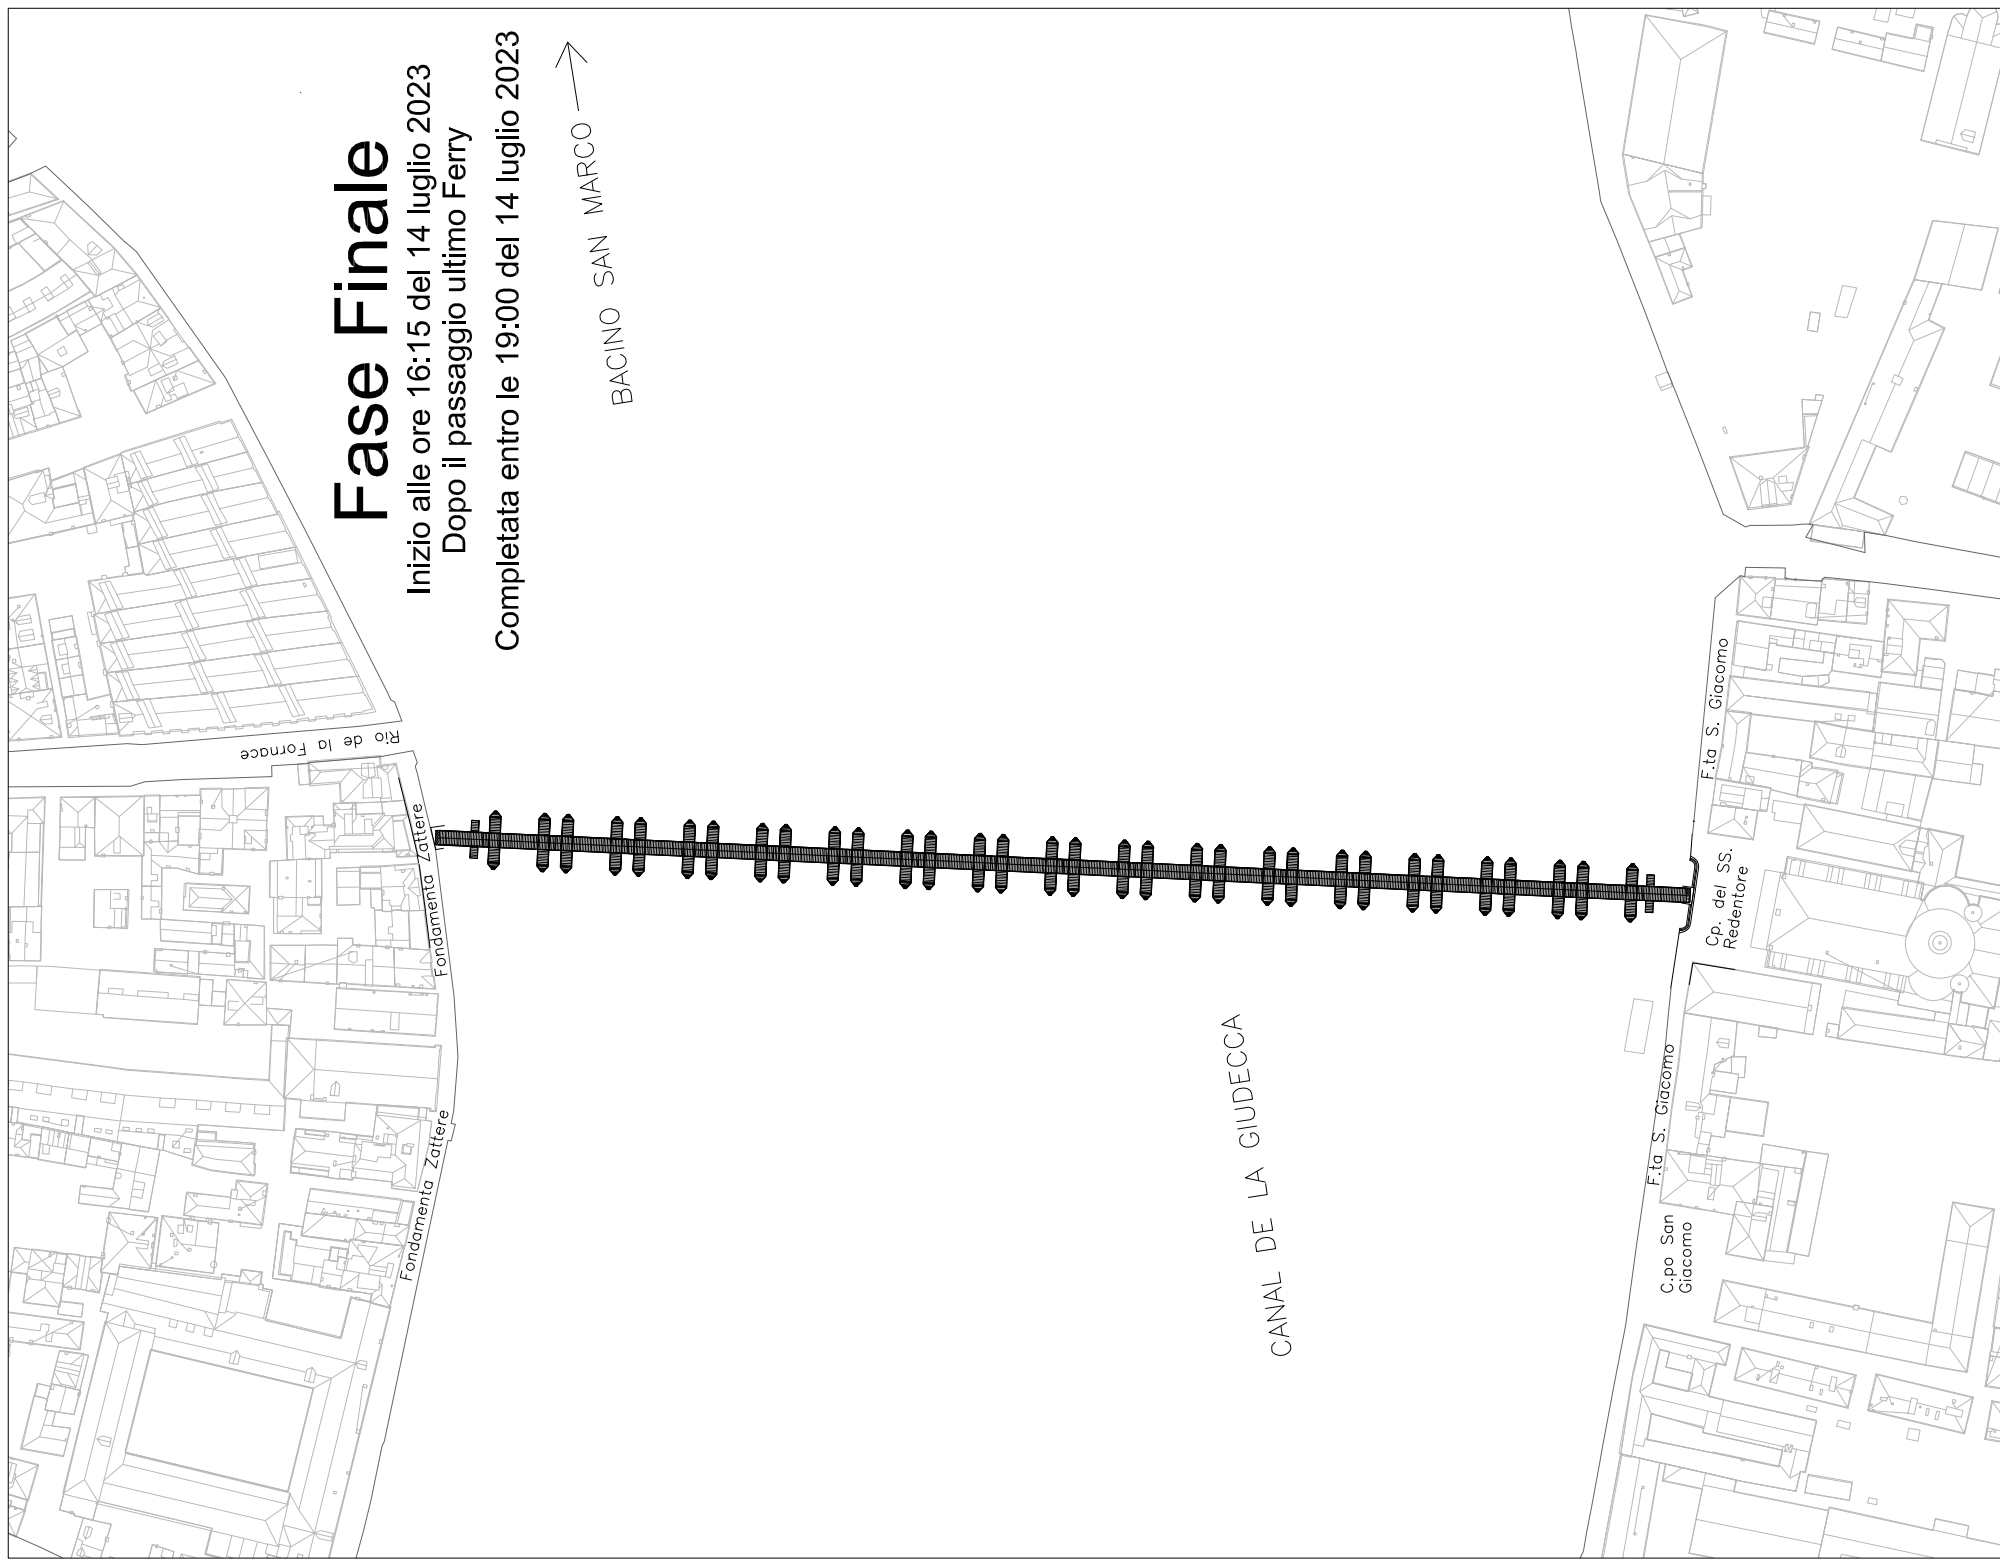 Fase Finale
Inizio alle ore 16:15 del 14 luglio 2023
Dopo il passaggio ultimo Ferry
Completata entro le 19:00 del 14 luglio 2023
BACINO SAN MARCO
Rio de la Fornace
Fondamenta Zattere
Fondamenta Zattere
CANAL DE LA GIUDECCA
F.ta S. Giacomo
Cp. del SS.
Redentore
F.ta S. Giacomo
C.po San
Giacomo